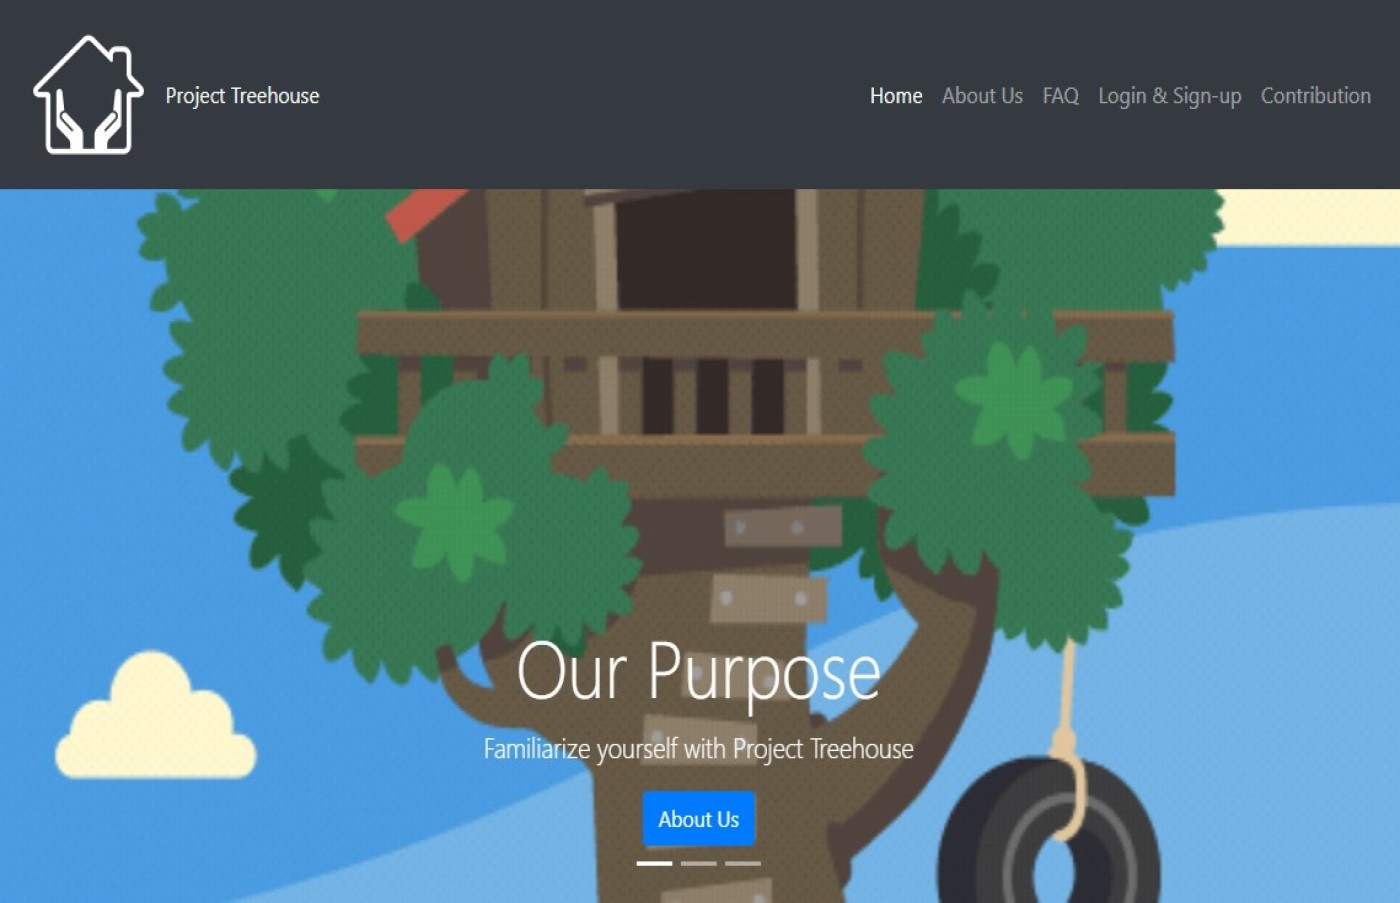 Project Treehouse
Home About Us FAQ Login & Sign-up Contribution
Our Purpose
Familiarize yourself with Project Treehouse
About Us